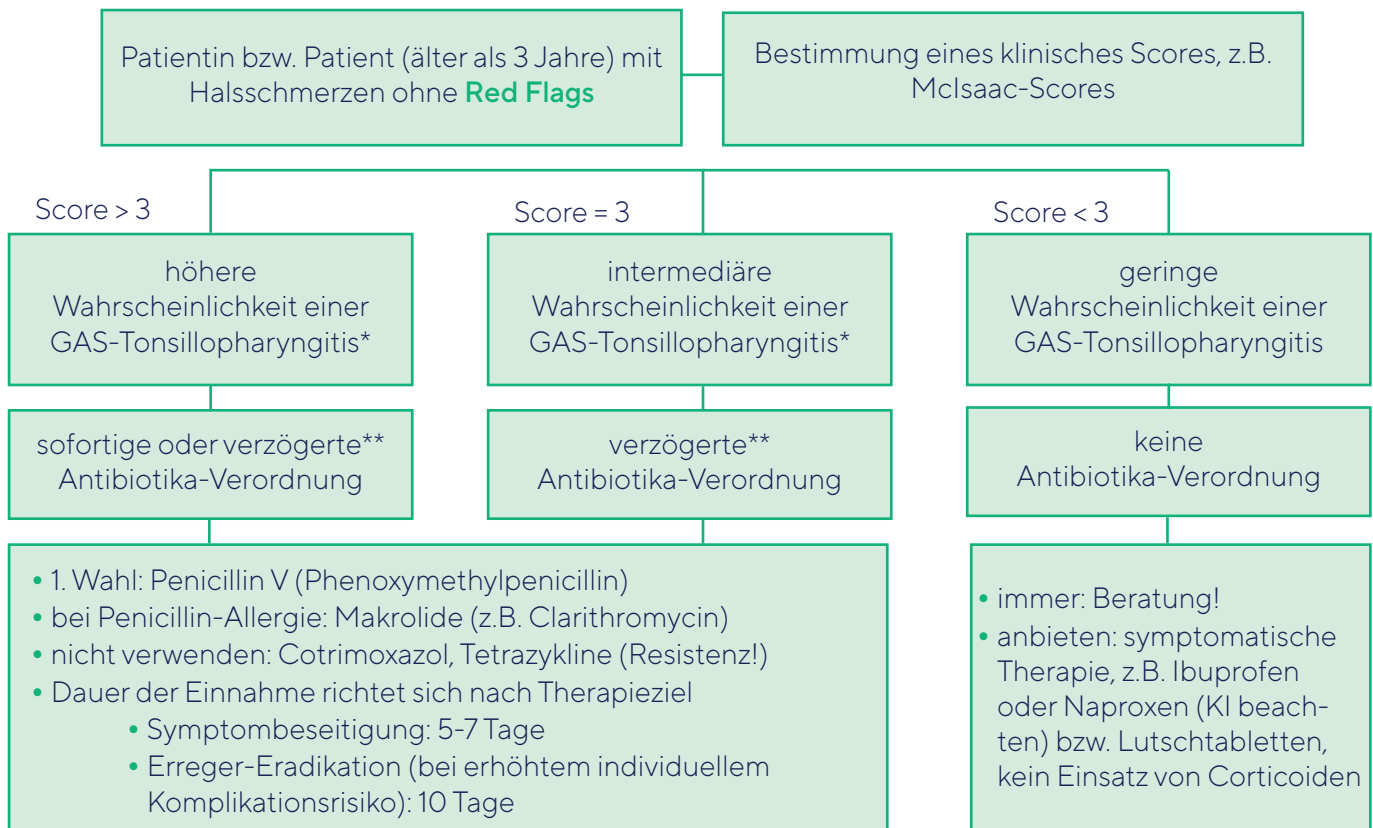 Patientin bzw. Patient (älter als 3 Jahre) mit
Halsschmerzen ohne Red Flags
Bestimmung eines klinisches Scores, z.B.
McIsaac-Scores
Score > 3
höhere
Wahrscheinlichkeit einer
GAS-Tonsillopharyngitis*
sofortige oder verzögerte**
Antibiotika-Verordnung
Score = 3
intermediäre
Wahrscheinlichkeit einer
GAS-Tonsillopharyngitis*
verzögerte**
Antibiotika-Verordnung
Score < 3
geringe
Wahrscheinlichkeit einer
GAS-Tonsillopharyngitis
keine
Antibiotika-Verordnung
• 1. Wahl: Penicillin V (Phenoxymethylpenicillin)
• bei Penicillin-Allergie: Makrolide (z.B. Clarithromycin)
• nicht verwenden: Cotrimoxazol, Tetrazykline (Resistenz!)
• Dauer der Einnahme richtet sich nach Therapieziel
• Symptombeseitigung: 5-7 Tage
• Erreger-Eradikation (bei erhöhtem individuellem
Komplikationsrisiko): 10 Tage
• immer: Beratung!
• anbieten: symptomatische
Therapie, z.B. Ibuprofen
oder Naproxen (KI beach-
ten) bzw. Lutschtabletten,
kein Einsatz von Corticoiden